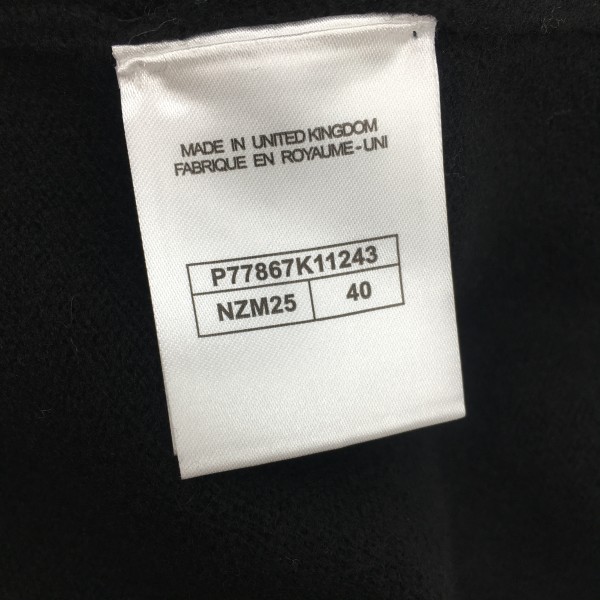 MADE IN UNITED KINGDOM
FABRIQUE EN ROYAUME-UNI
P77867K11243
NZM25 40